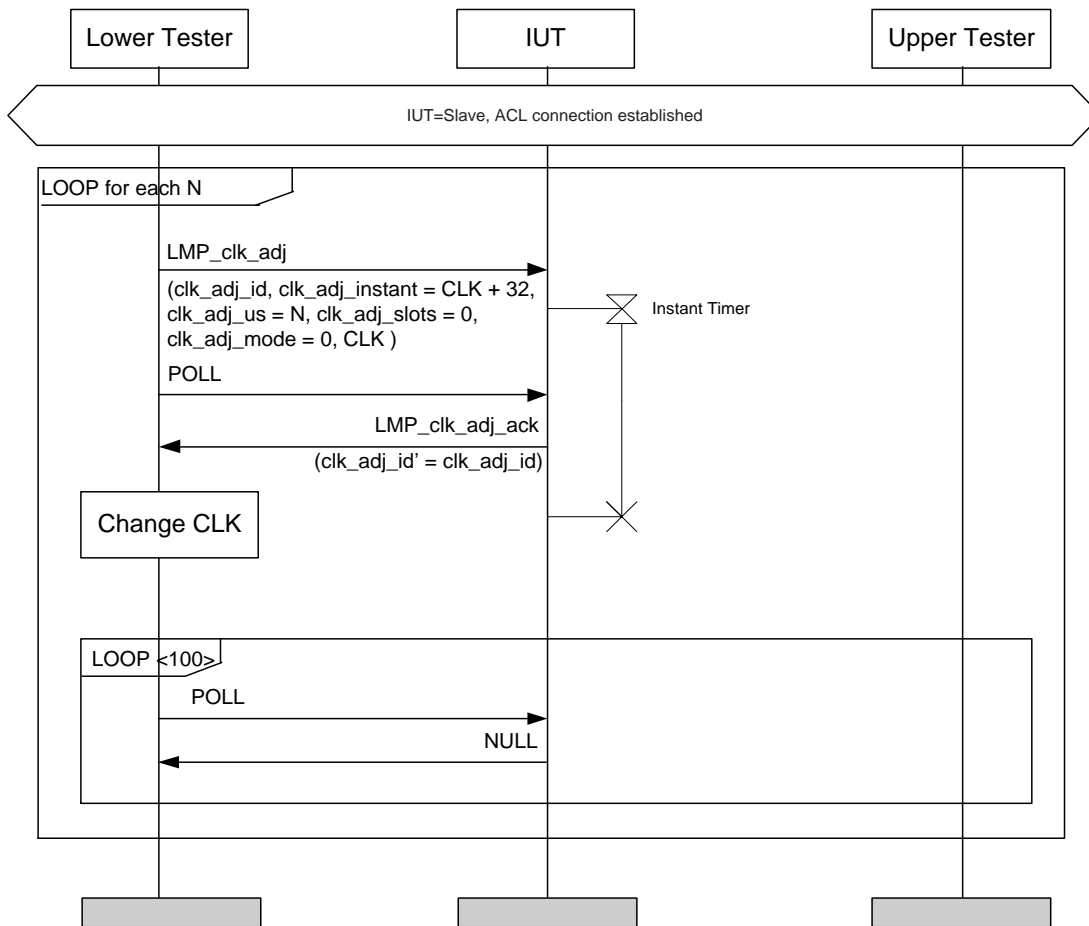 Lower Tester
IUT
Upper Tester
IUT=Slave, ACL connection established
LOOP for each N
LMP_clk_adj
(clk_adj_id, clk_adj_instant = CLK + 32,
clk_adj_us = N, clk_adj_slots = 0,
clk_adj_mode = 0, CLK )
Instant Timer
POLL
LMP_clk_adj_ack
(clk_adj_id’ = clk_adj_id)
Change CLK
LOOP <100>
POLL
NULL